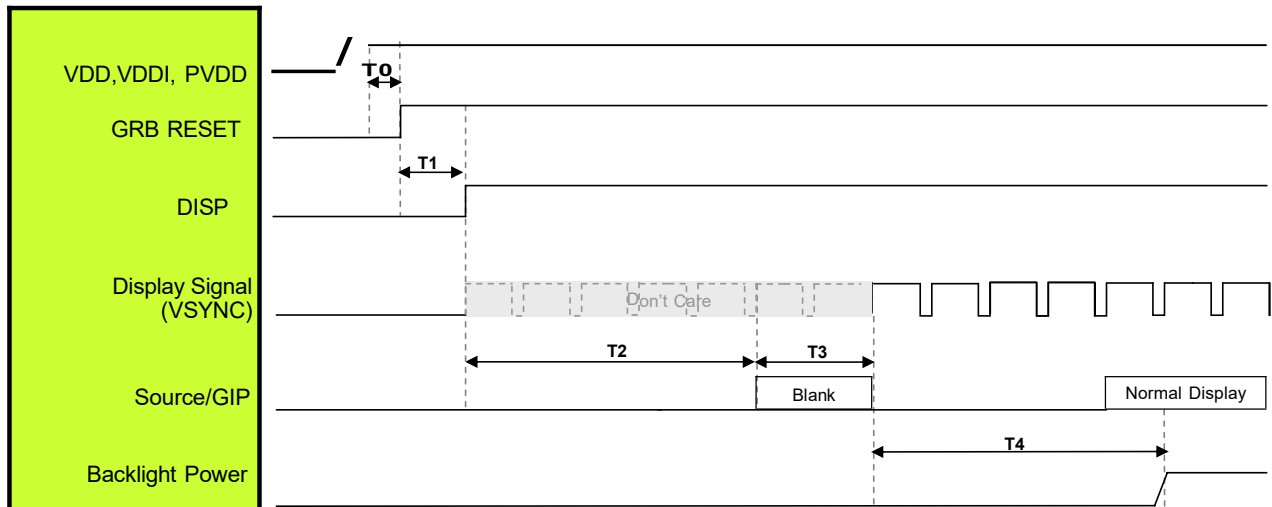 VDD,VDDI, PVDD
T0
GRB RESET
T1
DISP
Display Signal
(VSYNC)
Don't Care
T2
T3
Source/GIP
Blank
Normal Display
T4
Backlight Power